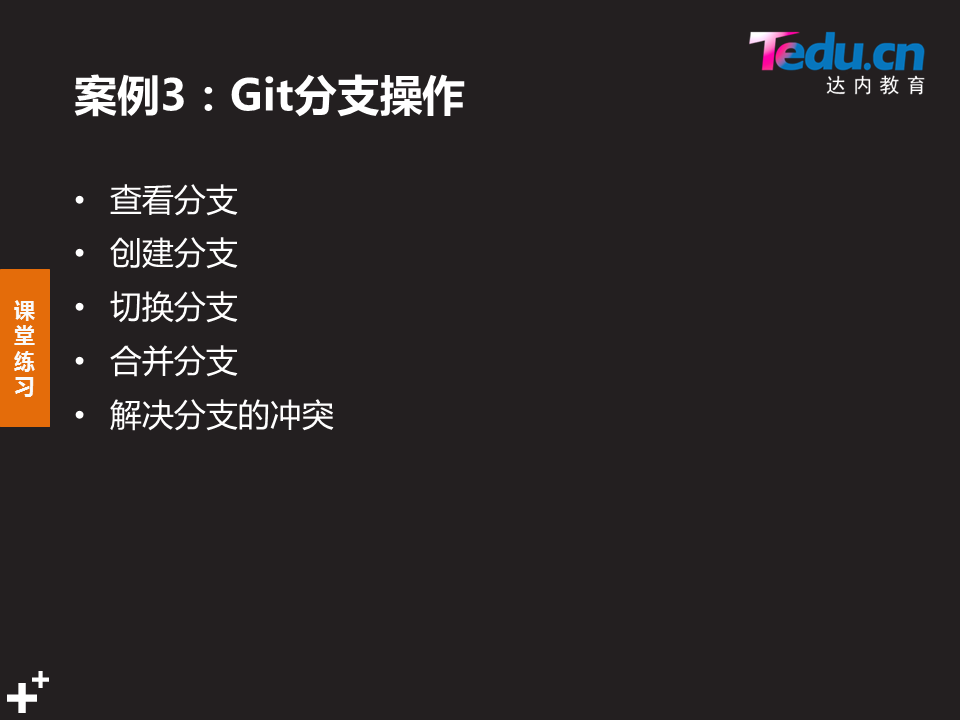 Tedu.cn
达内教育
案例3：Git分支操作
• 查看分支
• 创建分支
• 切换分支
• 合并分支
• 解决分支的冲突
课
堂
练
习